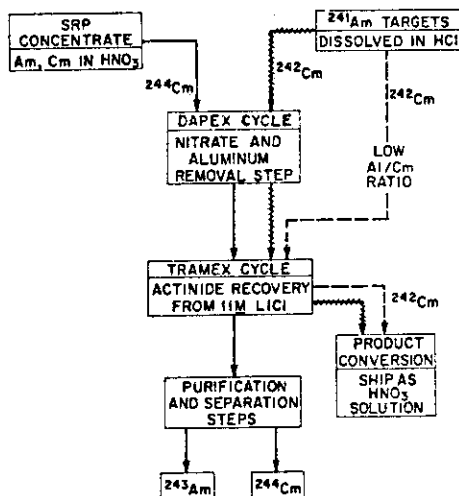 SRP
CONCENTRATE
Am, Cm IN HNO₃
²⁴¹Am TARGETS
DISSOLVED IN HCl
²⁴⁴Cm
²⁴²Cm
²⁴²Cm
DAPEX CYCLE
NITRATE AND
ALUMINUM
REMOVAL STEP
LOW
Al/Cm
RATIO
TRAMEX CYCLE
ACTINIDE RECOVERY
FROM 11M LiCl
²⁴²Cm
PRODUCT
CONVERSION
SHIP AS
HNO₃
SOLUTION
PURIFICATION
AND SEPARATION
STEPS
²⁴³Am
²⁴⁴Cm